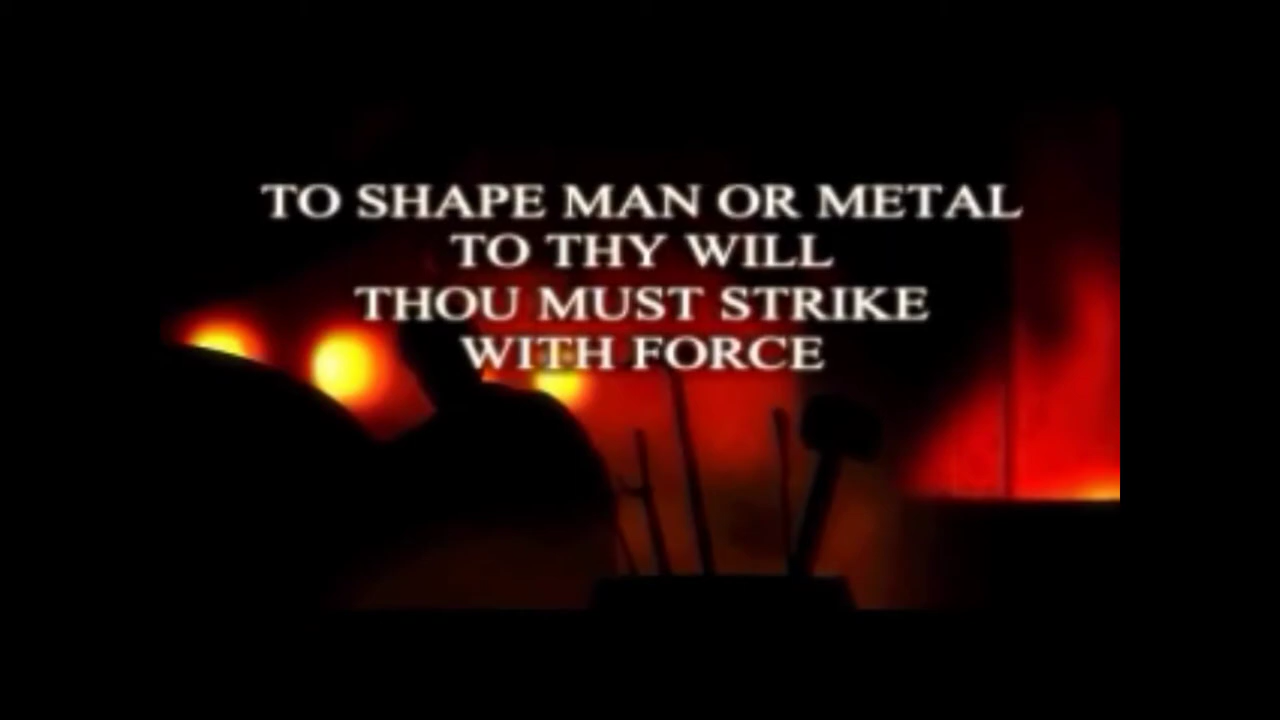 TO SHAPE MAN OR METAL
TO THY WILL
THOU MUST STRIKE
WITH FORCE